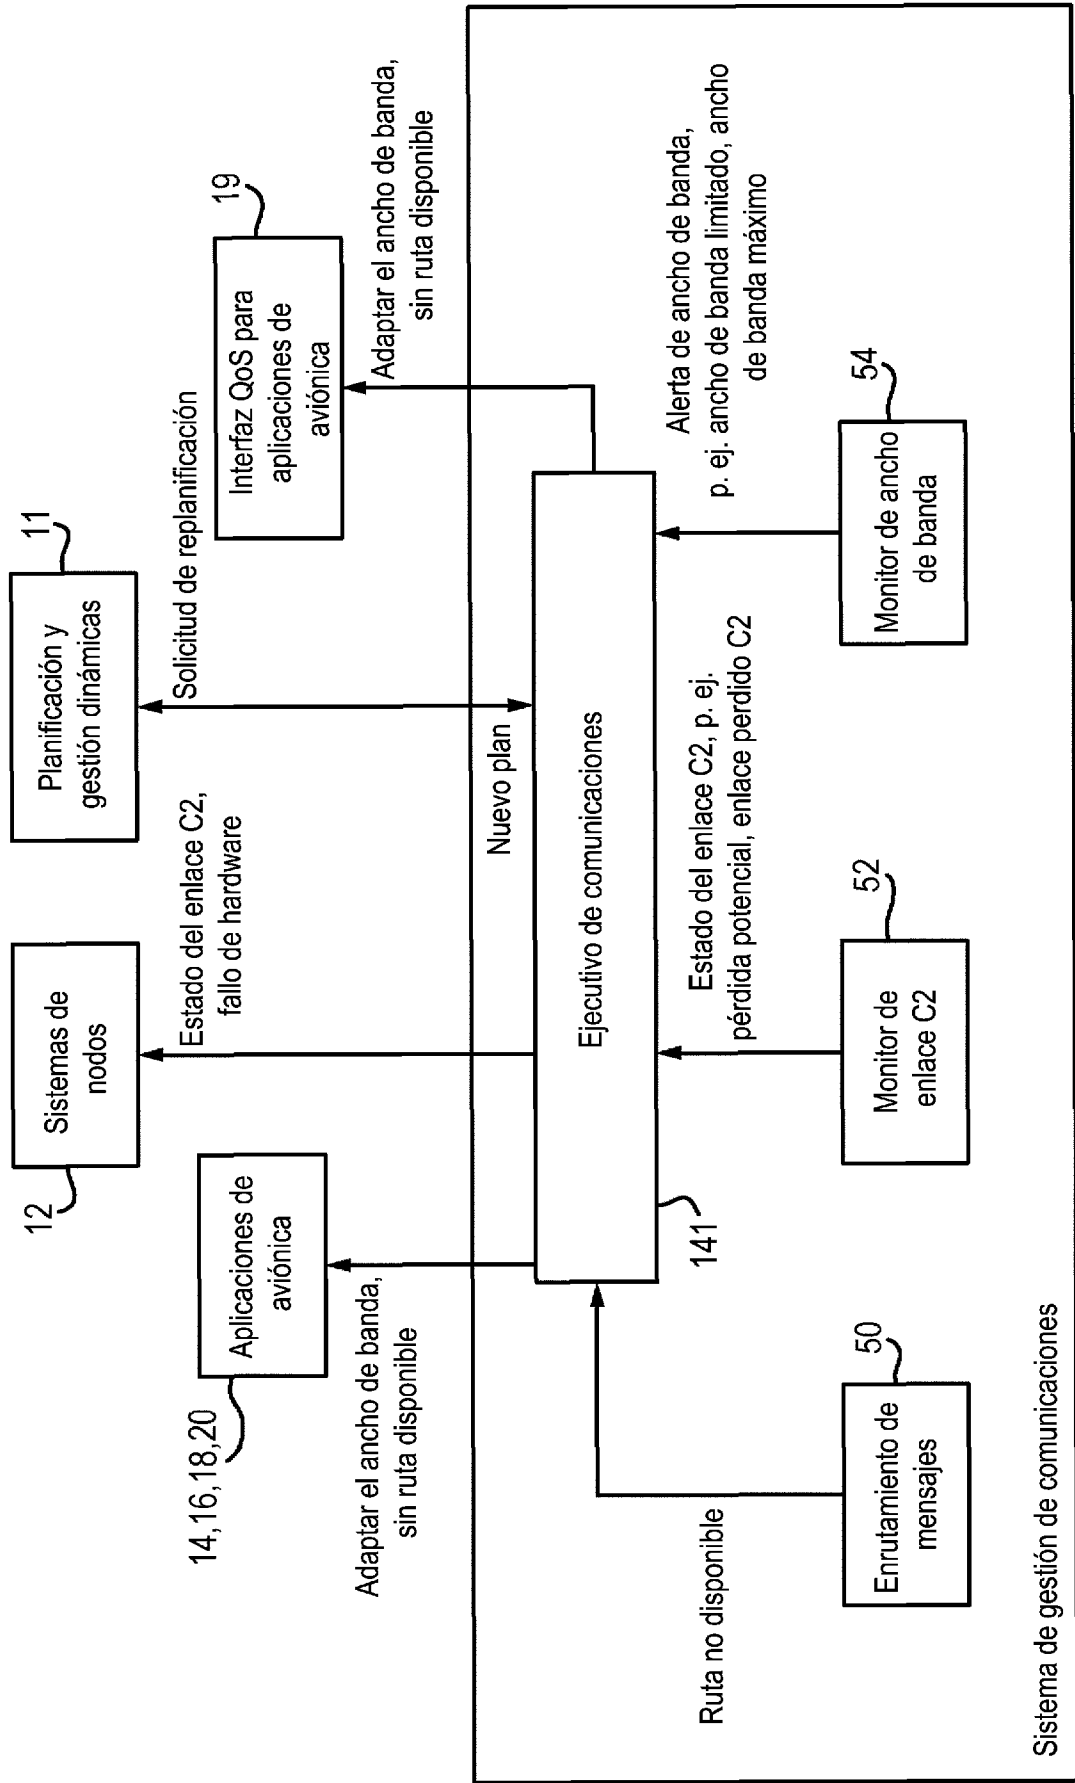 14,16,18,20
Aplicaciones de
aviónica
Adaptar el ancho de banda,
sin ruta disponible
12
Sistemas de
nodos
Estado del enlace C2,
fallo de hardware
11
Planificación y
gestión dinámicas
Solicitud de replanificación
Nuevo plan
19
Interfaz QoS para
aplicaciones de
aviónica
Adaptar el ancho de banda,
sin ruta disponible
Ejecutivo de comunicaciones
141
Ruta no disponible
50
Enrutamiento de
mensajes
Estado del enlace C2, p. ej.
pérdida potencial, enlace perdido C2
52
Monitor de
enlace C2
Alerta de ancho de banda,
p. ej. ancho de banda limitado, ancho
de banda máximo
54
Monitor de ancho
de banda
Sistema de gestión de comunicaciones